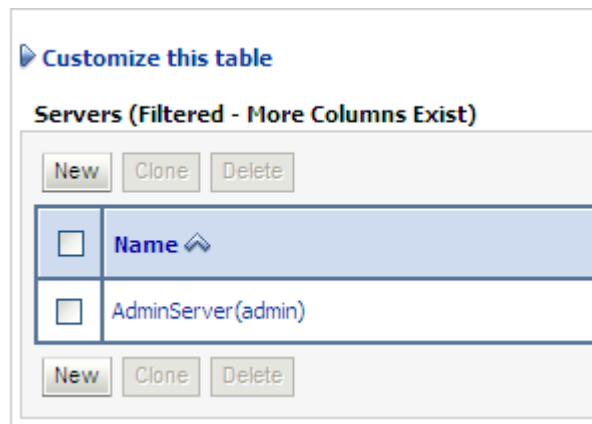 Customize this table
Servers (Filtered - More Columns Exist)
New Clone Delete
Name
AdminServer(admin)
New Clone Delete